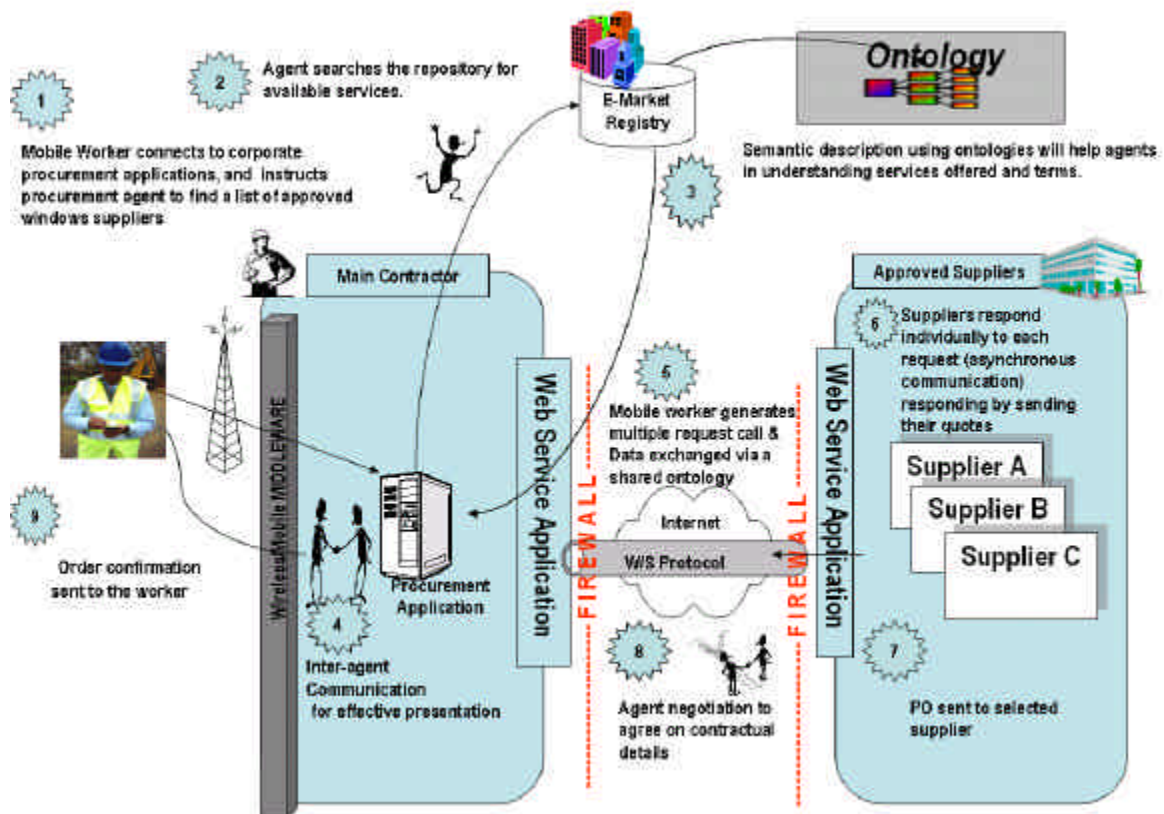 1
Mobile Worker connects to corporate
procurement applications, and instructs
procurement agent to find a list of approved
windows suppliers
2
Agent searches the repository for
available services.
E-Market
Registry
Ontology
Semantic description using ontologies will help agents
in understanding services offered and terms.
3
Main Contractor
Approved Suppliers
6
Suppliers respond
individually to each
request (asynchronous
communication)
responding by sending
their quotes
5
Mobile worker generates
multiple request call &
Data exchanged via a
shared ontology
Wireless/Mobile MIDDLEWARE
Web Service Application
FIREWALL
Internet
W/S Protocol
FIREWALL
Web Service Application
Supplier A
Supplier B
Supplier C
9
Order confirmation
sent to the worker
Procurement
Application
4
Inter-agent
Communication
for effective presentation
8
Agent negotiation to
agree on contractual
details
7
PO sent to selected
supplier